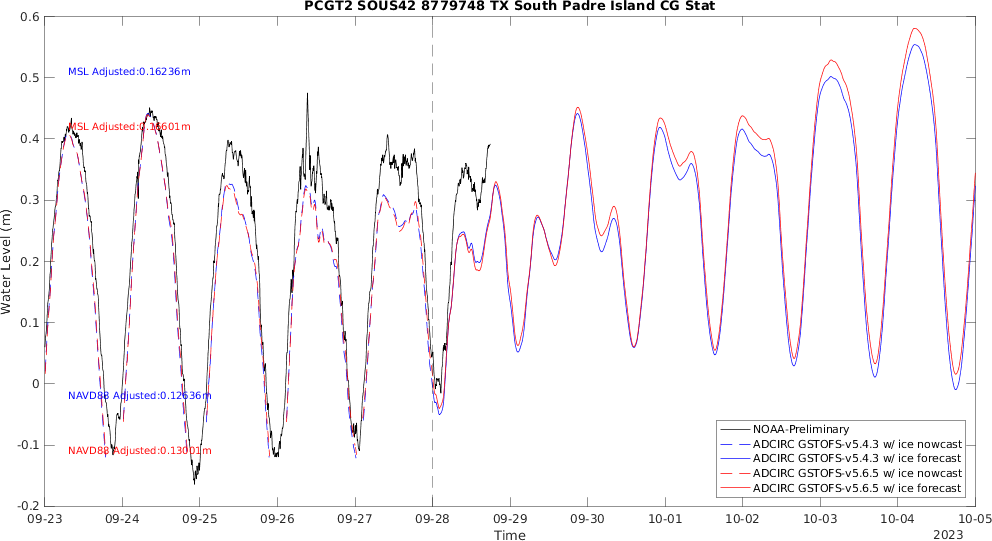 PCGT2 SOUS42 8779748 TX South Padre Island CG Stat
Water Level (m)
0.6
0.5
0.4
0.3
0.2
0.1
0
-0.1
-0.2
MSL Adjusted:0.16236m
MSL Adjusted:0.16601m
NAVD88 Adjusted:0.12636m
NAVD88 Adjusted:0.13001m
NOAA-Preliminary
ADCIRC GSTOFS-v5.4.3 w/ ice nowcast
ADCIRC GSTOFS-v5.4.3 w/ ice forecast
ADCIRC GSTOFS-v5.6.5 w/ ice nowcast
ADCIRC GSTOFS-v5.6.5 w/ ice forecast
09-23 09-24 09-25 09-26 09-27 09-28 09-29 09-30 10-01 10-02 10-03 10-04 10-05
Time
2023